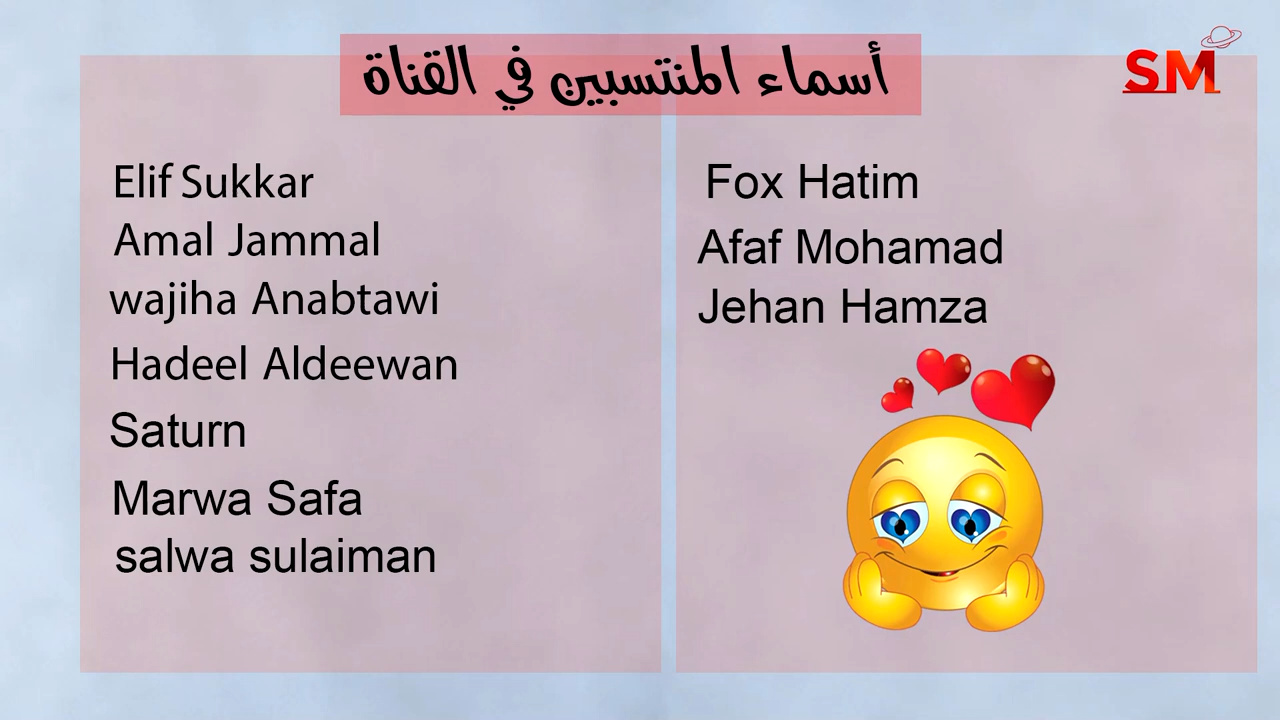 أسماء المنتسبين في القناة
SM
Elif Sukkar
Amal Jammal
wajiha Anabtawi
Hadeel Aldeewan
Saturn
Marwa Safa
salwa sulaiman
Fox Hatim
Afaf Mohamad
Jehan Hamza